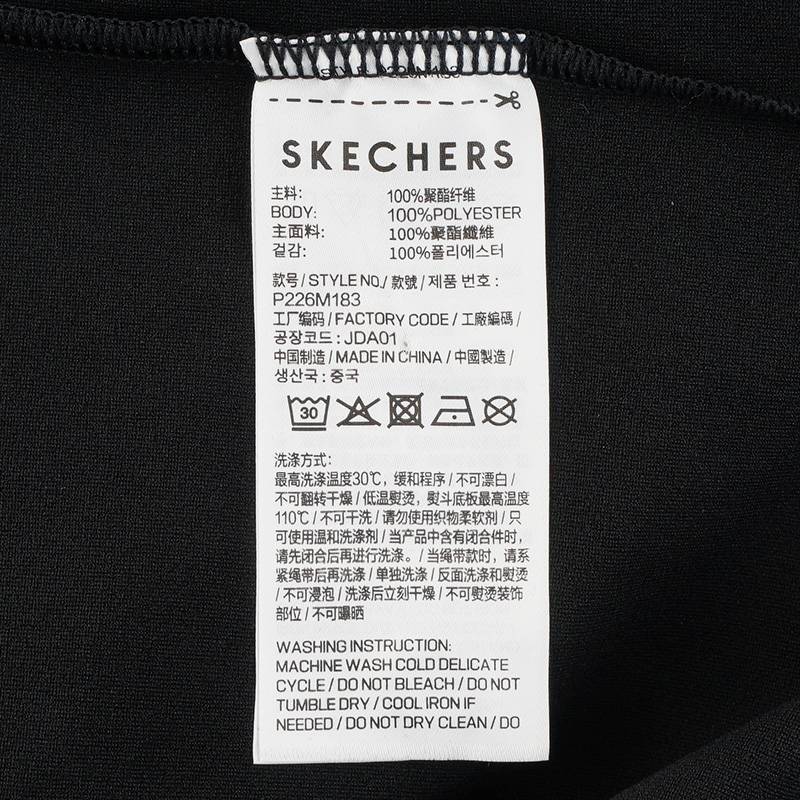 SKECHERS
主料: 100%聚酯纤维
BODY: 100%POLYESTER
主面料: 100%聚酯纖維
겉감: 100%폴리에스터
款号 / STYLE NO./ 款號 / 제품 번호 :
P226M183
工厂编码 / FACTORY CODE / 工廠編碼 /
공장코드 : JDA01
中国制造 / MADE IN CHINA / 中國製造 /
생산국 : 중국
30
洗涤方式:
最高洗涤温度30℃, 缓和程序 / 不可漂白 /
不可翻转干燥 / 低温熨烫, 熨斗底板最高温度
110℃ / 不可干洗 / 请勿使用织物柔软剂 / 只
可使用温和洗涤剂 / 当产品中含有闭合件时,
请先闭合后再进行洗涤。 / 当绳带款时, 请系
紧绳带后再洗涤 / 单独洗涤 / 反面洗涤和熨烫
/ 不可浸泡 / 洗涤后立刻干燥 / 不可熨烫装饰
部位 / 不可曝晒
WASHING INSTRUCTION:
MACHINE WASH COLD DELICATE
CYCLE / DO NOT BLEACH / DO NOT
TUMBLE DRY / COOL IRON IF
NEEDED / DO NOT DRY CLEAN / DO